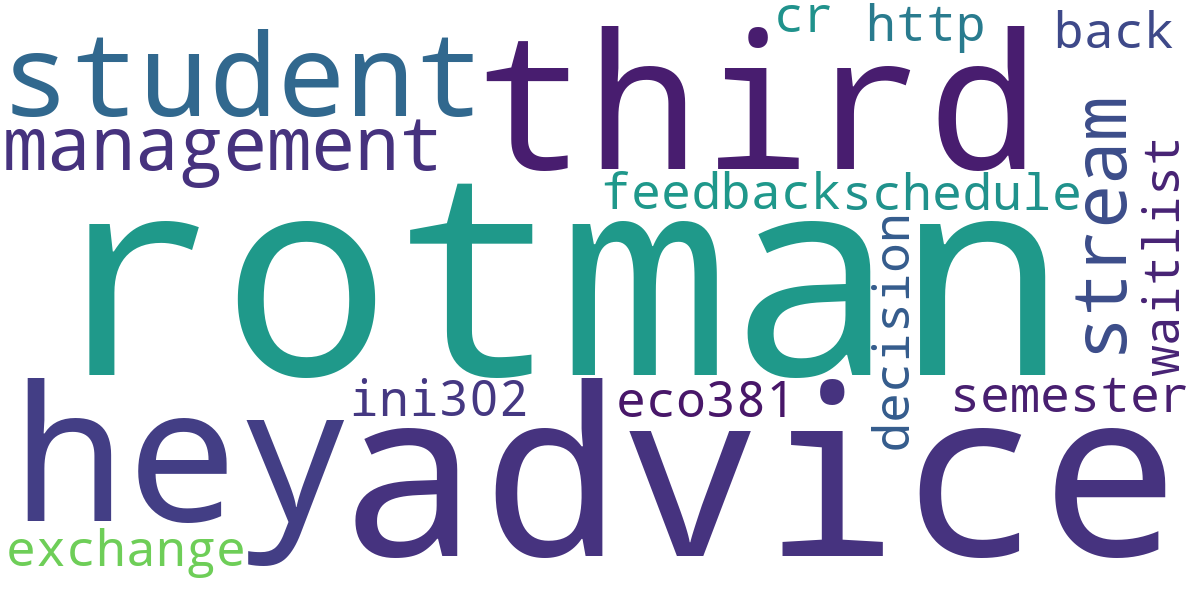 cr
http
back
student
third
management
stream
waitlist
feedback
schedule
rotman
decision
hey
ini302
eco381
semester
advice
exchange